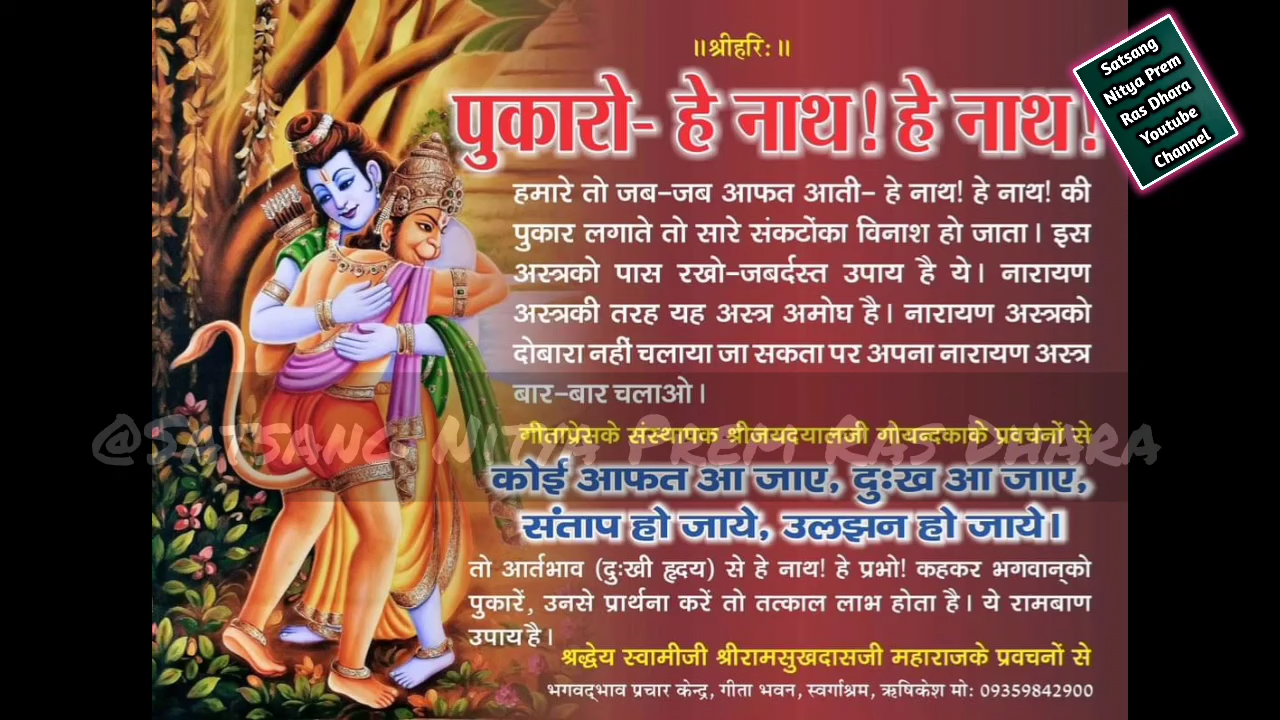 ॥श्रीहरिः॥
पुकारो- हे नाथ! हे नाथ!
Satsang
Nitya Prem
Ras Dhara
Youtube
Channel
हमारे तो जब-जब आफत आती- हे नाथ! हे नाथ! की
पुकार लगाते तो सारे संकटोंका विनाश हो जाता। इस
अस्त्रको पास रखो-जबर्दस्त उपाय है ये। नारायण
अस्त्रकी तरह यह अस्त्र अमोघ है। नारायण अस्त्रको
दोबारा नहीं चलाया जा सकता पर अपना नारायण अस्त्र
बार-बार चलाओ।
@Satsang Nitya Prem Ras Dhara
गीताप्रेसके संस्थापक श्रीजयदयालजी गोयन्दकाके प्रवचनों से
कोई आफत आ जाए, दुःख आ जाए,
संताप हो जाये, उलझन हो जाये।
तो आर्तभाव (दुःखी हृदय) से हे नाथ! हे प्रभो! कहकर भगवान्‌को
पुकारें, उनसे प्रार्थना करें तो तत्काल लाभ होता है। ये रामबाण
उपाय है।
श्रद्धेय स्वामीजी श्रीरामसुखदासजी महाराजके प्रवचनों से
भगवद्भाव प्रचार केन्द्र, गीता भवन, स्वर्गाश्रम, ऋषिकेश मोः 09359842900